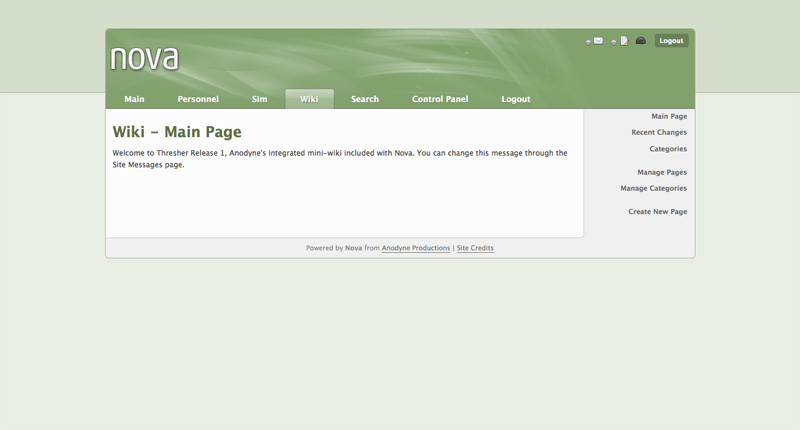 nova
Logout
Main Personnel Sim Wiki Search Control Panel Logout
Wiki - Main Page
Welcome to Thresher Release 1, Anodyne's integrated mini-wiki included with Nova. You can change this message through the
Site Messages page.
Main Page
Recent Changes
Categories
Manage Pages
Manage Categories
Create New Page
Powered by Nova from Anodyne Productions | Site Credits